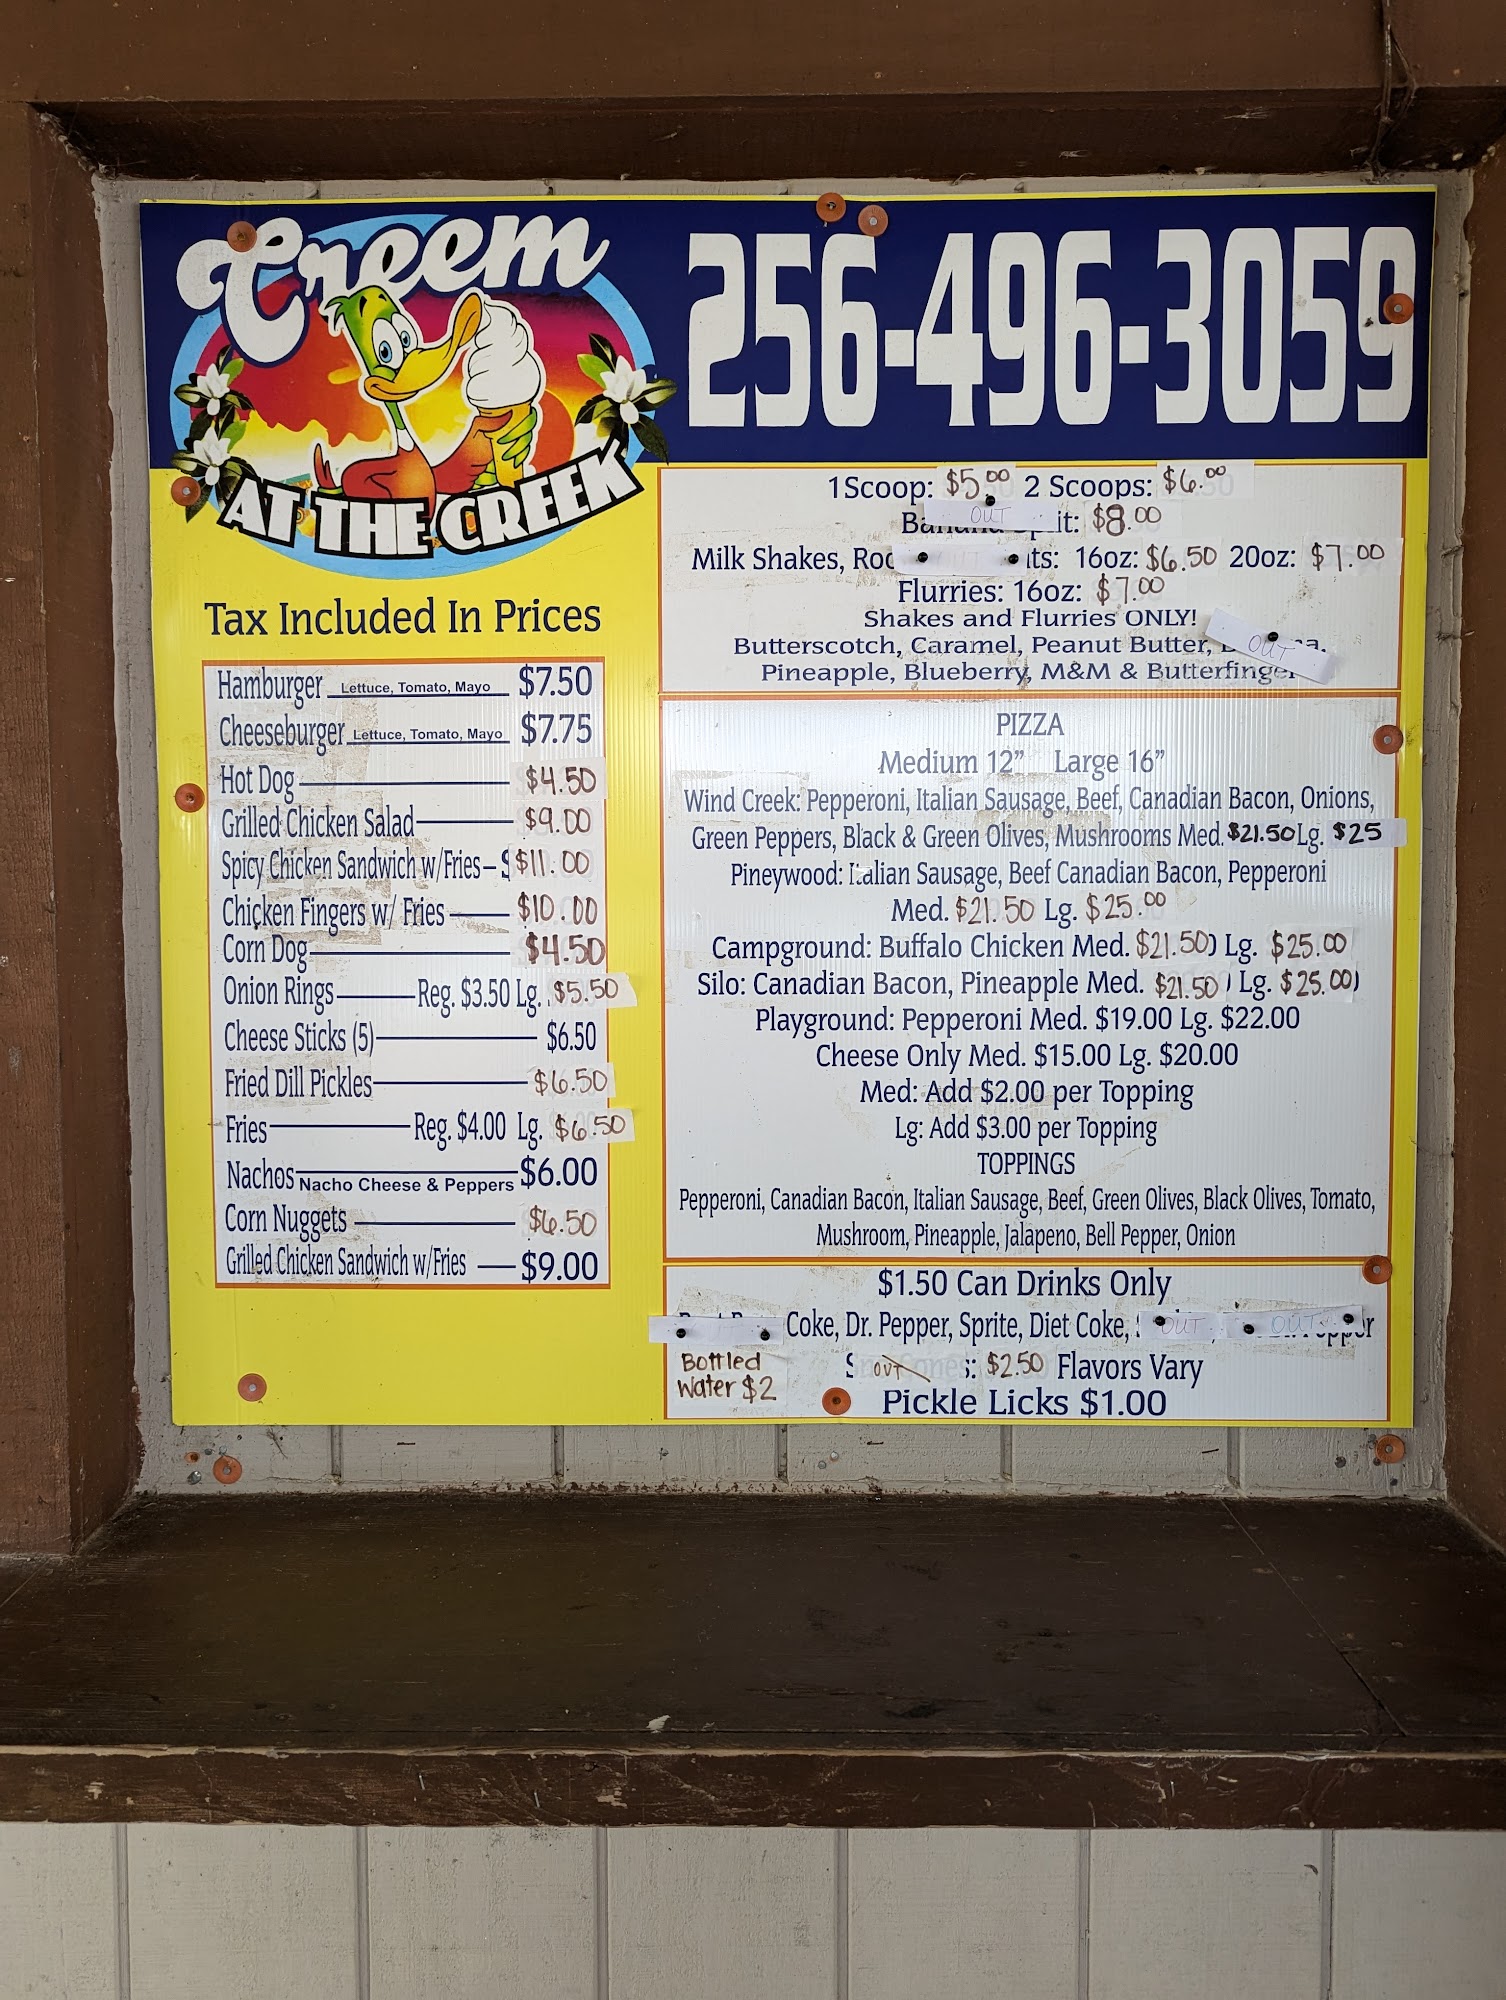 Creem
AT THE CREEK
256-496-3059
Tax Included In Prices
Hamburger Lettuce, Tomato, Mayo $7.50
Cheeseburger Lettuce, Tomato, Mayo $7.75
Hot Dog $4.50
Grilled Chicken Salad $9.00
Spicy Chicken Sandwich w/Fries $11.00
Chicken Fingers w/ Fries $10.00
Corn Dog $4.50
Onion Rings Reg. $3.50 Lg. $5.50
Cheese Sticks (5) $6.50
Fried Dill Pickles $6.50
Fries Reg. $4.00 Lg. $6.50
Nachos Nacho Cheese & Peppers $6.00
Corn Nuggets $6.50
Grilled Chicken Sandwich w/Fries $9.00
1Scoop: $5.00 2 Scoops: $6.00
OUT $8.00
Milk Shakes, 16oz: $6.50 20oz: $7.00
Flurries: 16oz: $7.00
Shakes and Flurries ONLY!
Butterscotch, Caramel, Peanut Butter, OUT
Pineapple, Blueberry, M&M & Butterfinger
PIZZA
Medium 12” Large 16”
Wind Creek: Pepperoni, Italian Sausage, Beef, Canadian Bacon, Onions,
Green Peppers, Black & Green Olives, Mushrooms Med. $21.50 Lg. $25
Pineywood: Italian Sausage, Beef Canadian Bacon, Pepperoni
Med. $21.50 Lg. $25.00
Campground: Buffalo Chicken Med. $21.50) Lg. $25.00
Silo: Canadian Bacon, Pineapple Med. $21.50 Lg. $25.00
Playground: Pepperoni Med. $19.00 Lg. $22.00
Cheese Only Med. $15.00 Lg. $20.00
Med: Add $2.00 per Topping
Lg: Add $3.00 per Topping
TOPPINGS
Pepperoni, Canadian Bacon, Italian Sausage, Beef, Green Olives, Black Olives, Tomato,
Mushroom, Pineapple, Jalapeno, Bell Pepper, Onion
$1.50 Can Drinks Only
Coke, Dr. Pepper, Sprite, Diet Coke, OUT OUT
Bottled
Water $2
OUT $2.50 Flavors Vary
Pickle Licks $1.00